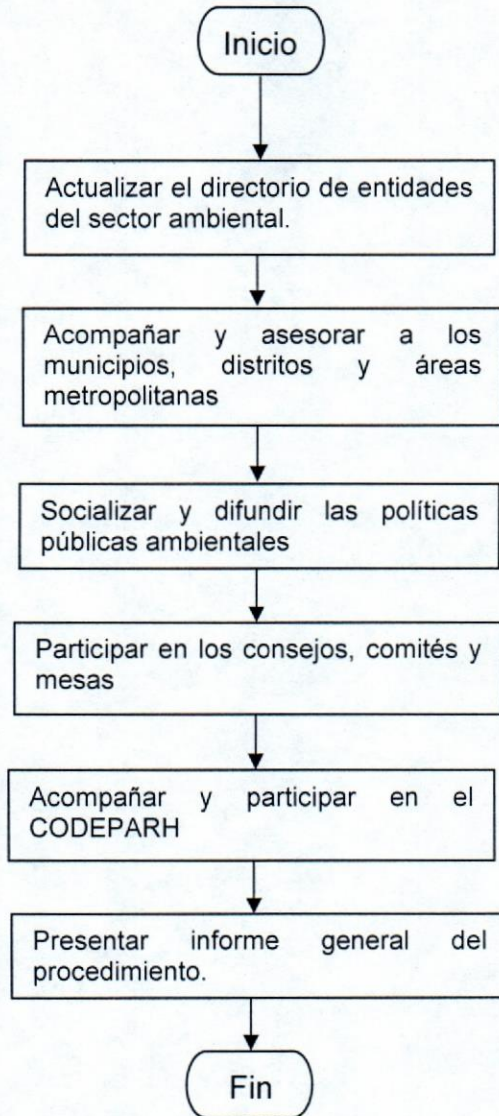 Inicio
Actualizar el directorio de entidades
del sector ambiental.
Acompañar y asesorar a los
municipios, distritos y áreas
metropolitanas
Socializar y difundir las políticas
públicas ambientales
Participar en los consejos, comités y
mesas
Acompañar y participar en el
CODEPARH
Presentar informe general del
procedimiento.
Fin